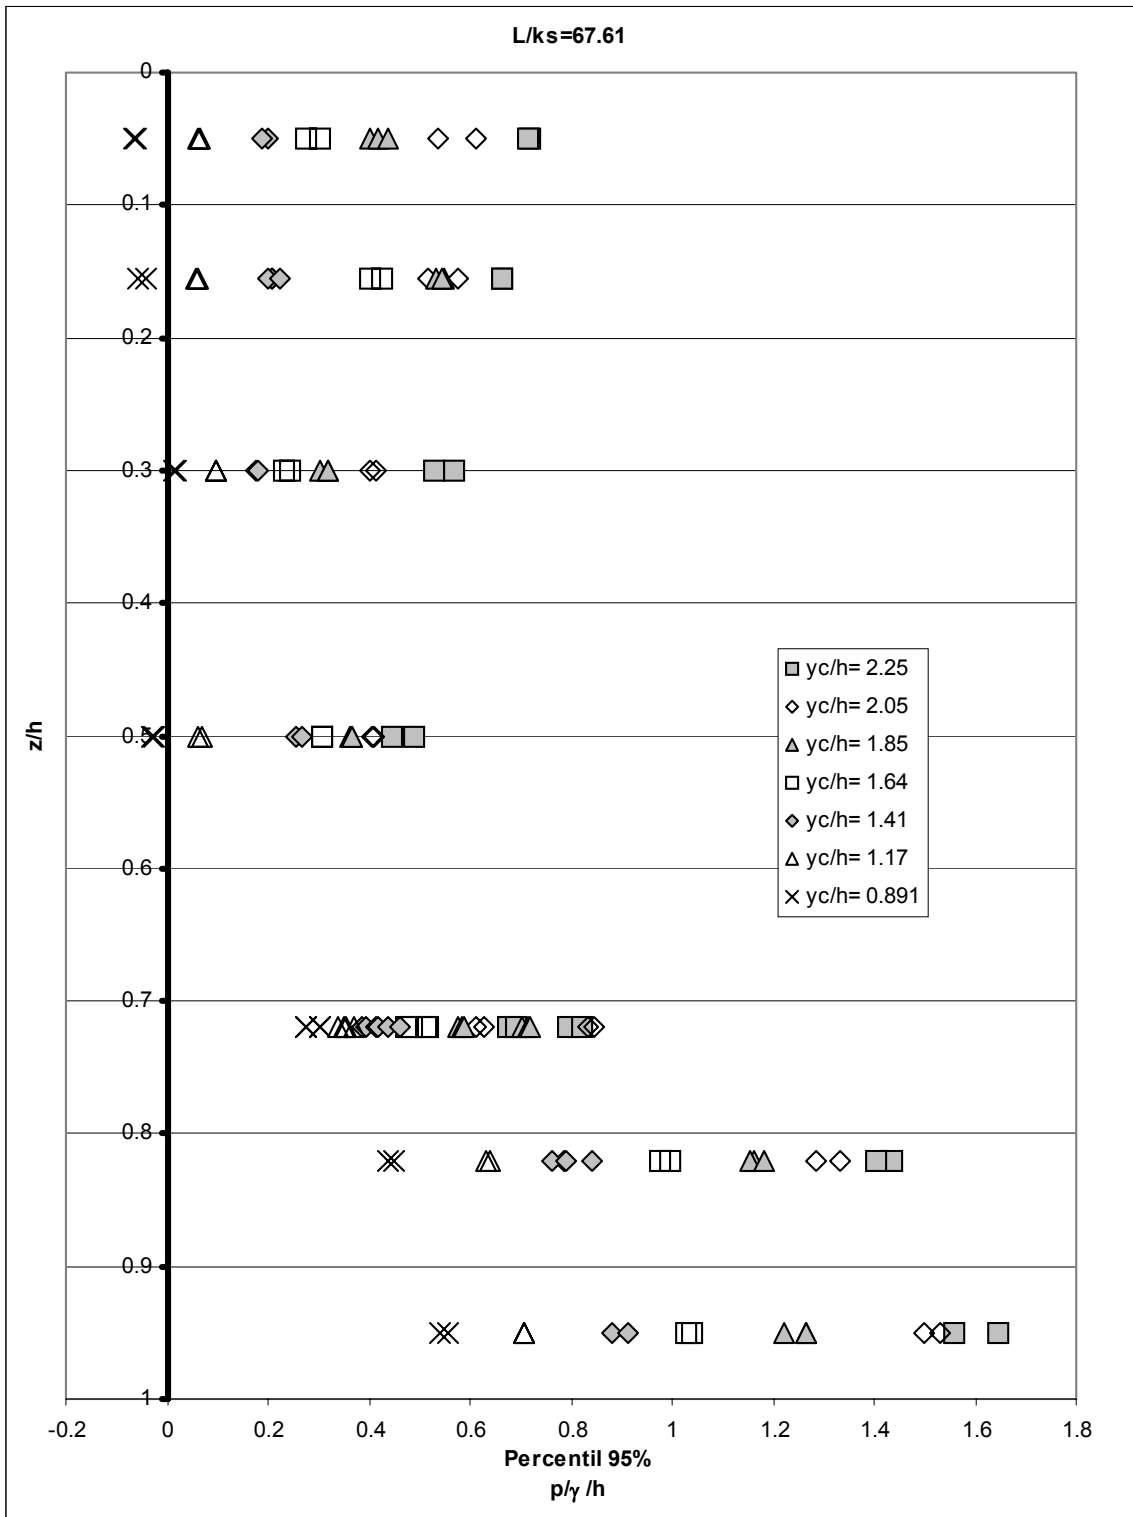 L/ks=67.61
0
0.1
0.2
0.3
0.4
z/h
0.5
0.6
0.7
0.8
0.9
1
yc/h= 2.25
yc/h= 2.05
yc/h= 1.85
yc/h= 1.64
yc/h= 1.41
yc/h= 1.17
yc/h= 0.891
-0.2 0 0.2 0.4 0.6 0.8 1 1.2 1.4 1.6 1.8
Percentil 95%
p/γ /h